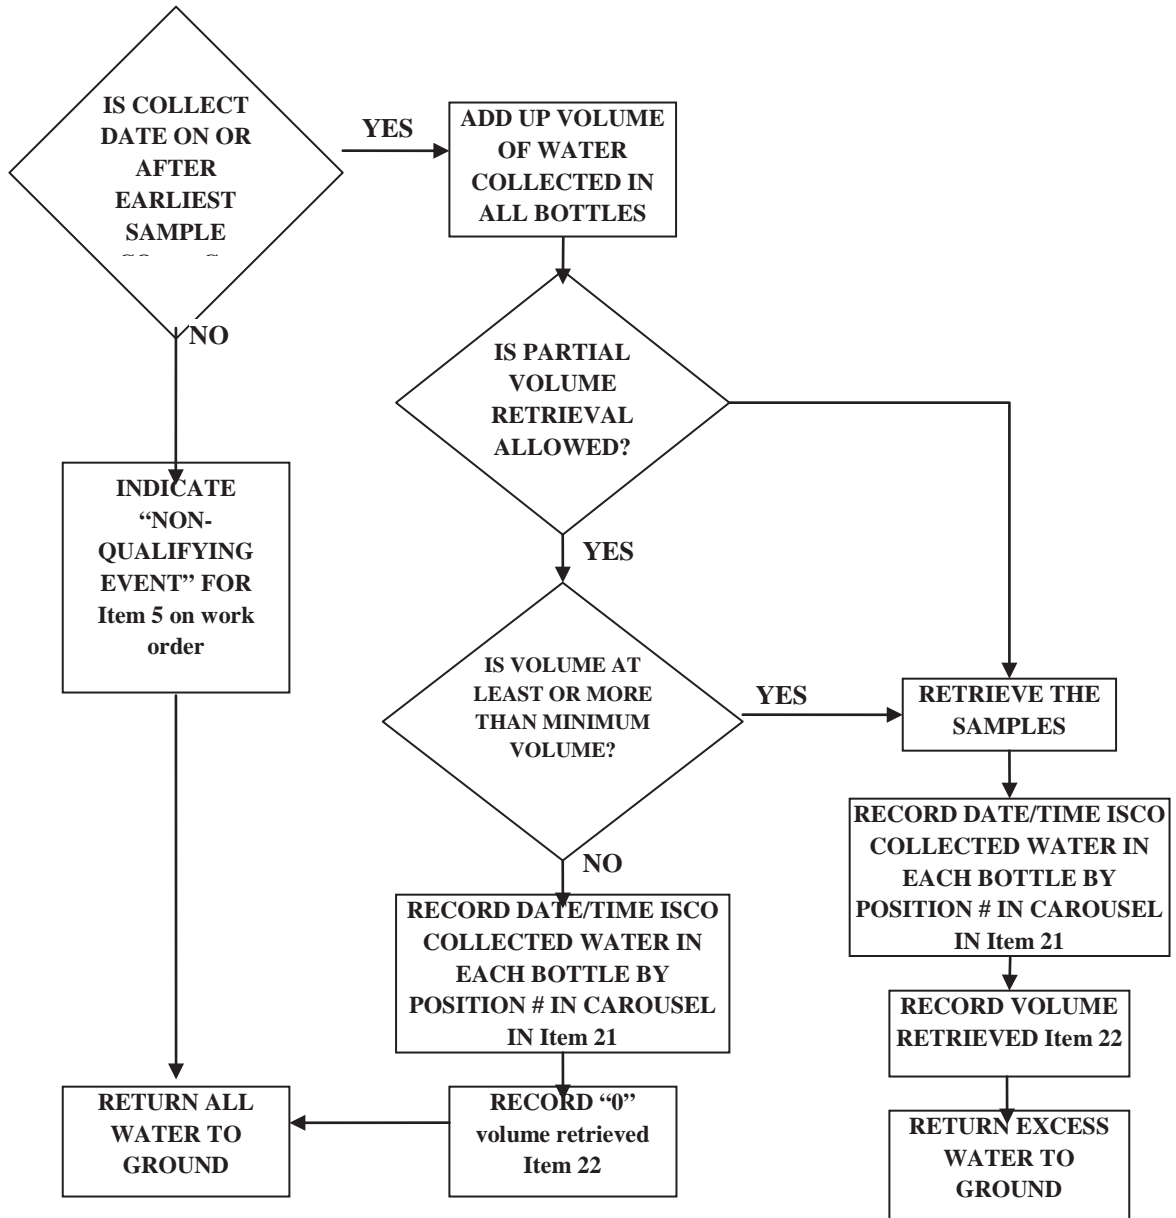 IS COLLECT
DATE ON OR
AFTER
EARLIEST
SAMPLE
YES
ADD UP VOLUME
OF WATER
COLLECTED IN
ALL BOTTLES
NO
IS PARTIAL
VOLUME
RETRIEVAL
ALLOWED?
INDICATE
“NON-
QUALIFYING
EVENT” FOR
Item 5 on work
order
YES
IS VOLUME AT
LEAST OR MORE
THAN MINIMUM
VOLUME?
YES
RETRIEVE THE
SAMPLES
RECORD DATE/TIME ISCO
COLLECTED WATER IN
EACH BOTTLE BY
POSITION # IN CAROUSEL
IN Item 21
NO
RECORD DATE/TIME ISCO
COLLECTED WATER IN
EACH BOTTLE BY
POSITION # IN CAROUSEL
IN Item 21
RECORD VOLUME
RETRIEVED Item 22
RETURN ALL
WATER TO
GROUND
RECORD “0”
volume retrieved
Item 22
RETURN EXCESS
WATER TO
GROUND